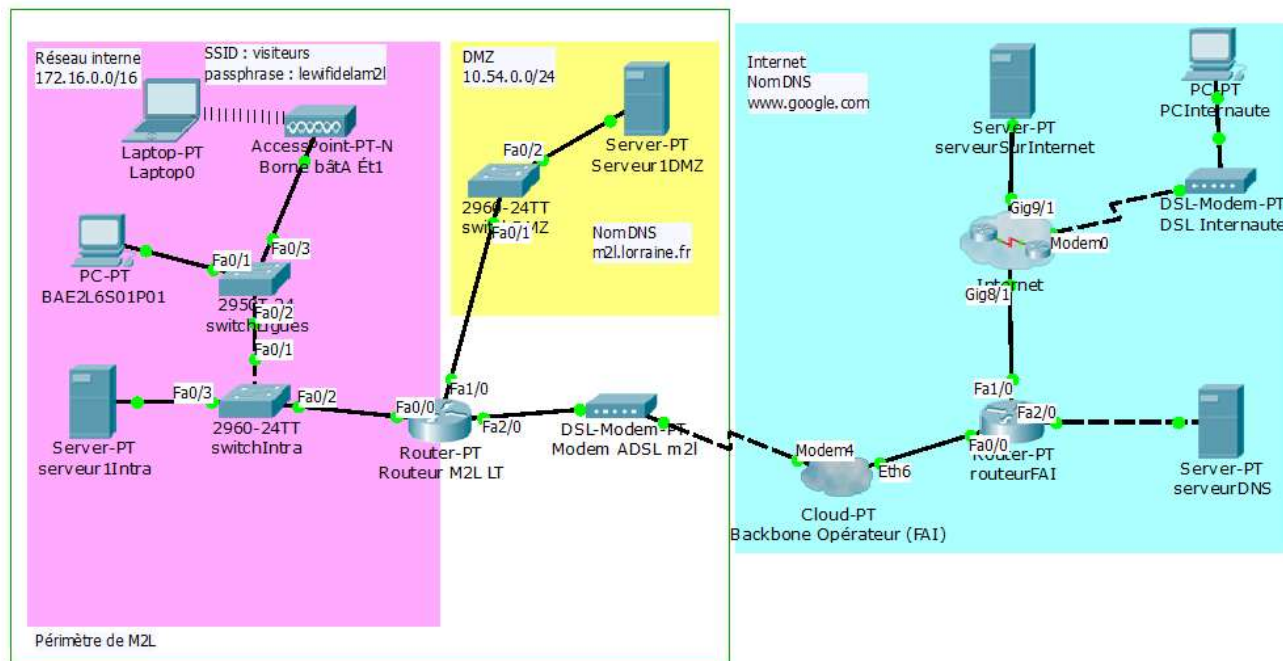 Réseau interne
172.16.0.0/16
SSID : visiteurs
passphrase : lewifidelam2l
Laptop-PT
Laptop0
AccessPoint-PT-N
Borne bâtA Ét1
Fa0/3
Fa0/1
PC-PT
BAE2L6S01P01
Fa0/2
Fa0/1
Fa0/3
Fa0/2
Server-PT
serveur1Intra
2960-24TT
switchIntra
Périmètre de M2L
DMZ
10.54.0.0/24
Fa0/2
Server-PT
Serveur1DMZ
2960-24TT
Fa0/1
NomDNS
m2l.lorraine.fr
Fa1/0
Fa0/0
Fa2/0
Router-PT
Routeur M2L LT
DSL-Modem-PT
Modem ADSL m2l
Internet
NomDNS
www.google.com
Server-PT
serveurSurInternet
PC-PT
PCInternaute
DSL-Modem-PT
DSL Internaute
Gig9/1
Modem0
Internet
Gig8/1
Fa1/0
Fa2/0
Fa0/0
Router-PT
routeurFAI
Server-PT
serveurDNS
Modem4
Eth6
Cloud-PT
Backbone Opérateur (FAI)